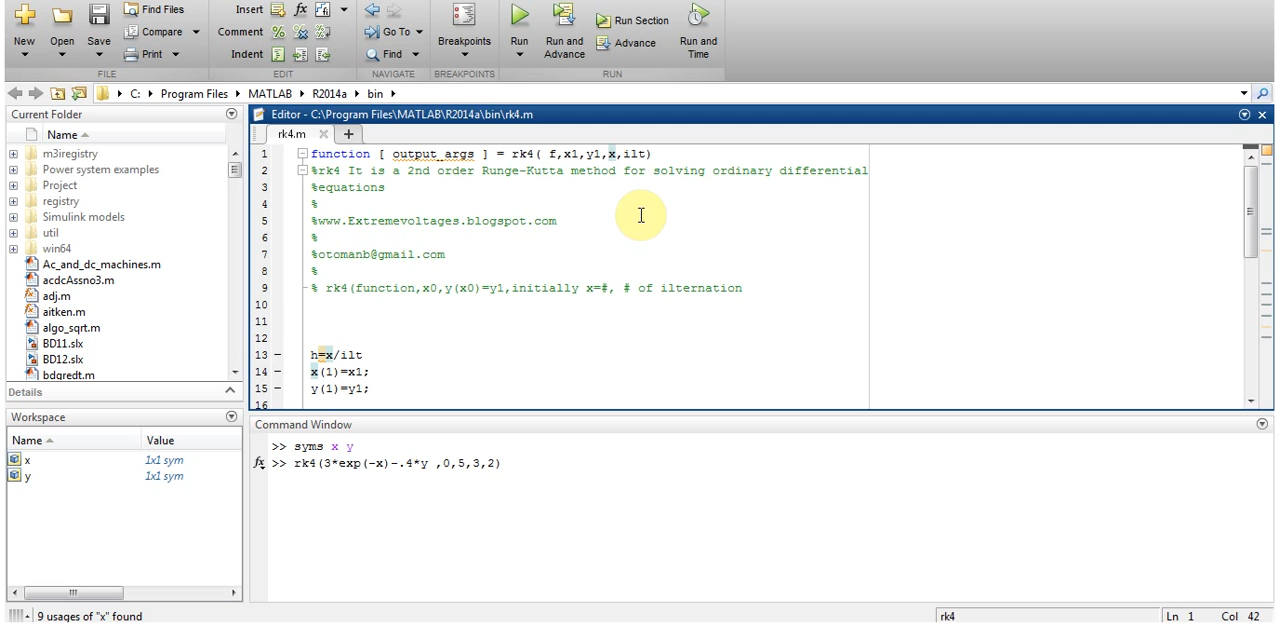 New
Open
Save
Find Files
Compare
Print
FILE
Insert
Comment
Indent
EDIT
Go To
Find
NAVIGATE
Breakpoints
BREAKPOINTS
Run
Run and
Advance
Run Section
Advance
Run and
Time
RUN
C: Program Files MATLAB R2014a bin
Current Folder
Name
m3iregistry
Power system examples
Project
registry
Simulink models
util
win64
Ac_and_dc_machines.m
acdcAssno3.m
adj.m
aitken.m
algo_sqrt.m
BD11.slx
BD12.slx
bdgredt.m
Details
Workspace
Name Value
x 1x1 sym
y 1x1 sym
Editor - C:\Program Files\MATLAB\R2014a\bin\rk4.m
rk4.m
1 function [ output_args ] = rk4( f,x1,y1,x,ilt)
2 %rk4 It is a 2nd order Runge-Kutta method for solving ordinary differential
3 %equations
4 %
5 %www.Extremevoltages.blogspot.com
6 %
7 %otomanb@gmail.com
8 %
9 % rk4(function,x0,y(x0)=y1,initially x=#, # of ilternation
10
11
12
13 h=x/ilt
14 x(1)=x1;
15 y(1)=y1;
16
Command Window
>> syms x y
fx >> rk4(3*exp(-x)-.4*y ,0,5,3,2)
9 usages of "x" found
rk4
Ln 1 Col 42